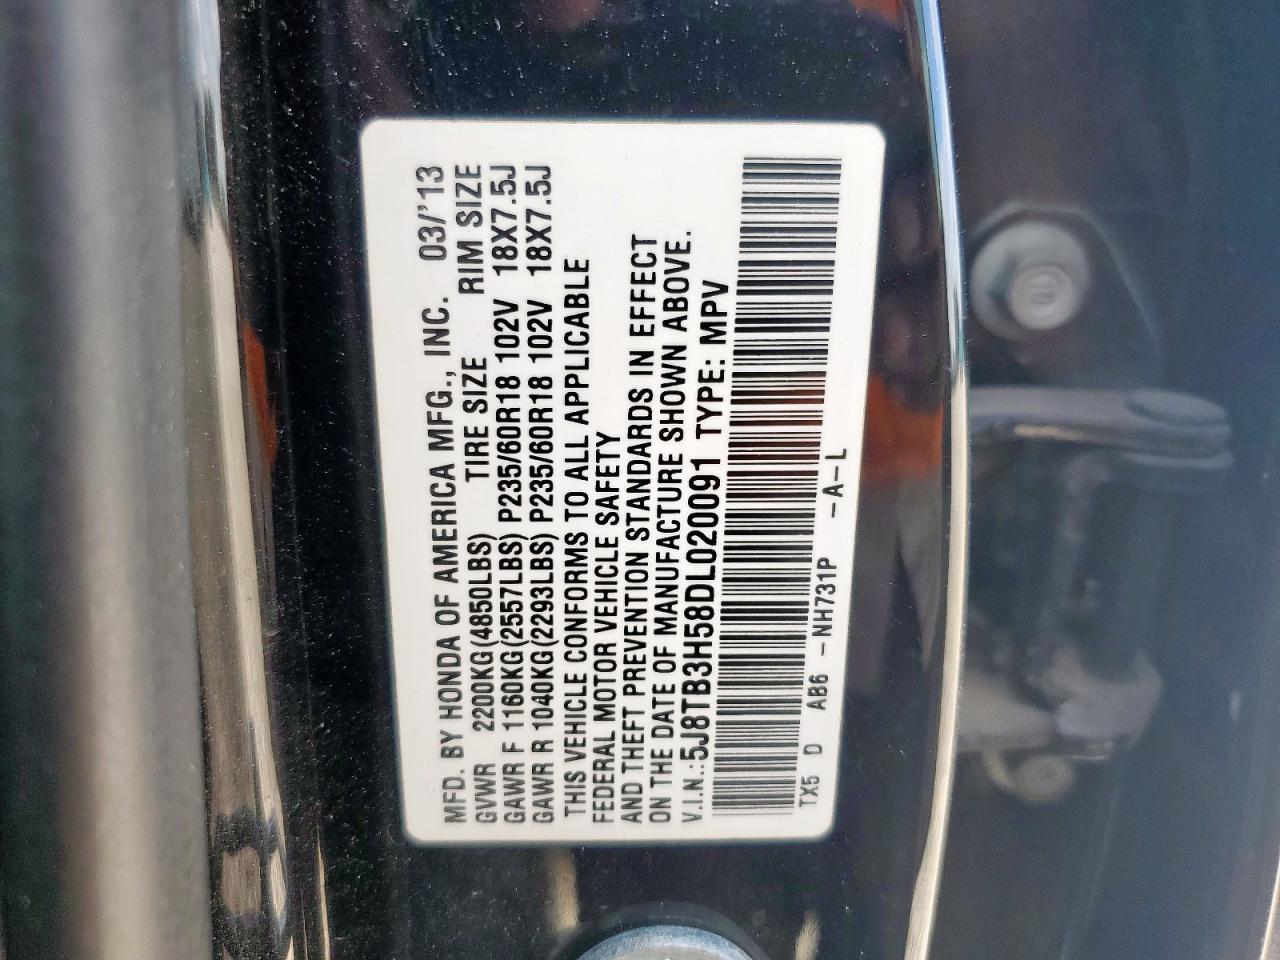 MFD. BY HONDA OF AMERICA MFG., INC. 03/'13
GVWR 2200KG(4850LBS) TIRE SIZE RIM SIZE
GAWR F 1160KG(2557LBS) P235/60R18 102V 18X7.5J
GAWR R 1040KG(2293LBS) P235/60R18 102V 18X7.5J
THIS VEHICLE CONFORMS TO ALL APPLICABLE
FEDERAL MOTOR VEHICLE SAFETY
AND THEFT PREVENTION STANDARDS IN EFFECT
ON THE DATE OF MANUFACTURE SHOWN ABOVE.
V.I.N.:5J8TB3H58DL020091 TYPE: MPV
TX5 D AB6 -NH731P -A-L